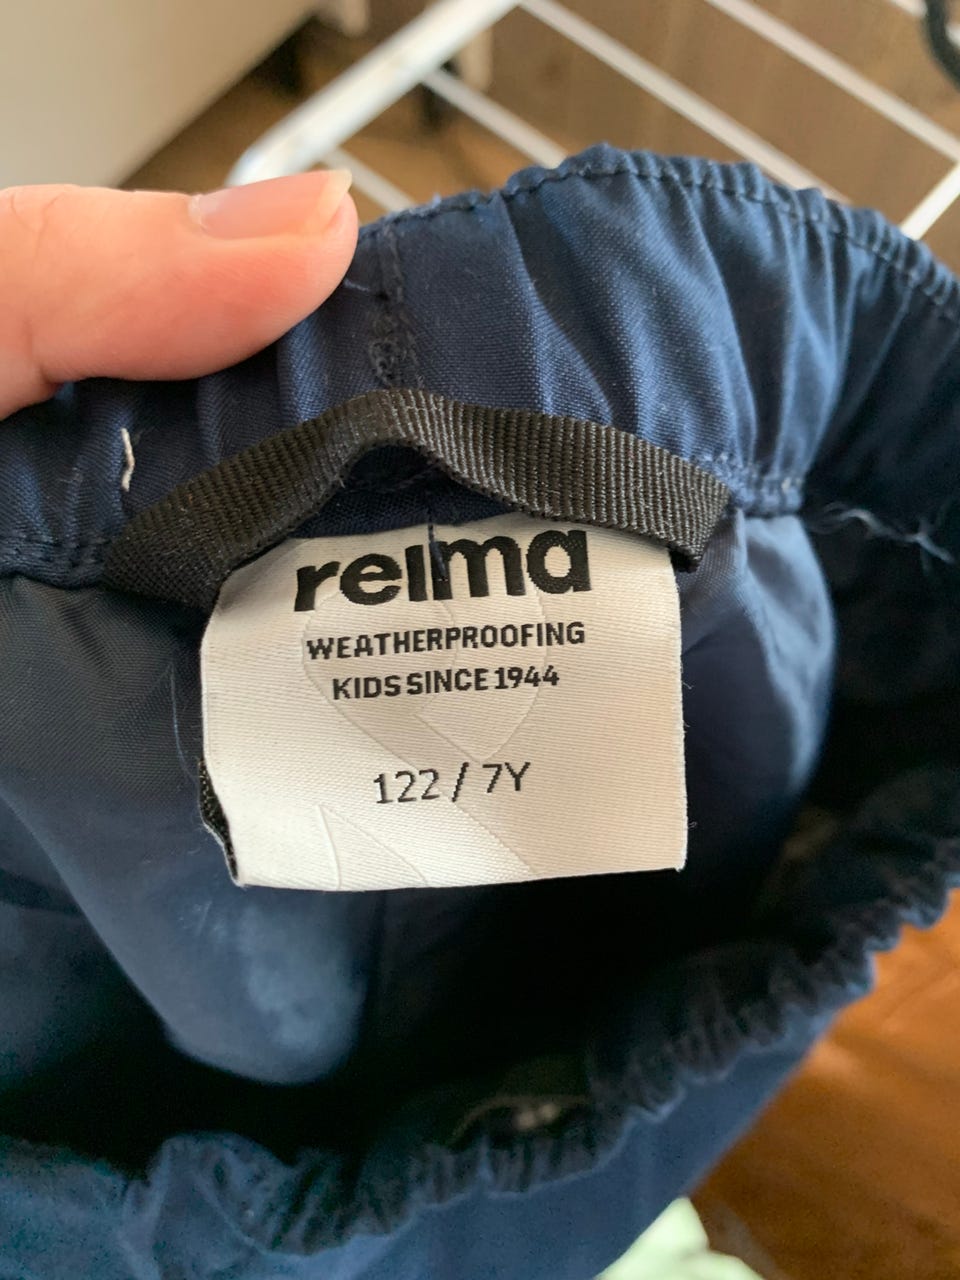 reima
WEATHERPROOFING
KIDS SINCE 1944
122 / 7Y